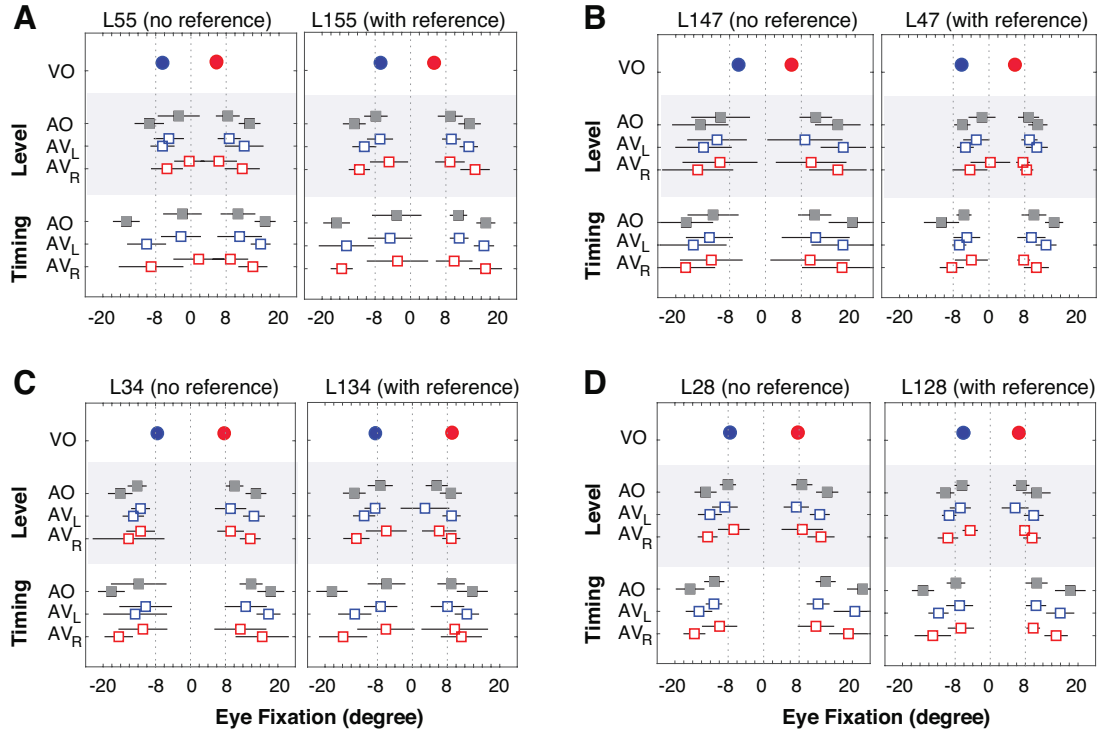 A
L55 (no reference)
L155 (with reference)
VO
Level
AO
AVL
AVR
Timing
AO
AVL
AVR
-20 -8 0 8 20
-8 0 8 20
B
L147 (no reference)
L47 (with reference)
VO
Level
AO
AVL
AVR
Timing
AO
AVL
AVR
-20 -8 0 8
-20 -8 0 8 20
C
L34 (no reference)
L134 (with reference)
VO
Level
AO
AVL
AVR
Timing
AO
AVL
AVR
-20 -8 0 8 20
-8 0 8 20
Eye Fixation (degree)
D
L28 (no reference)
L128 (with reference)
VO
Level
AO
AVL
AVR
Timing
AO
AVL
AVR
-20 -8 0 8 20
-8 0 8 20
Eye Fixation (degree)